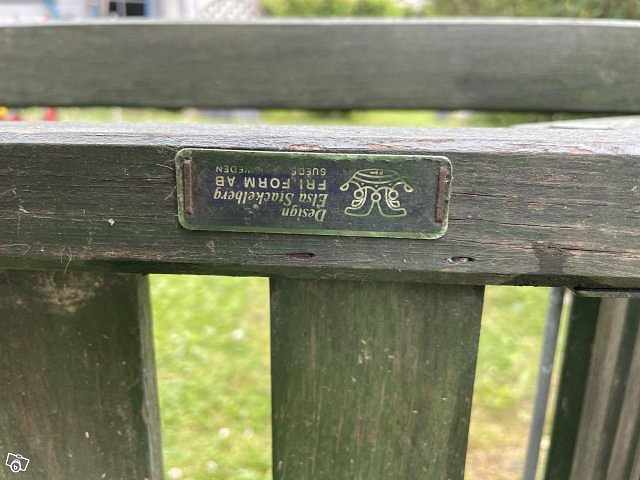 Design
Elsa Stackelberg
FRI FORM AB
SWEDEN